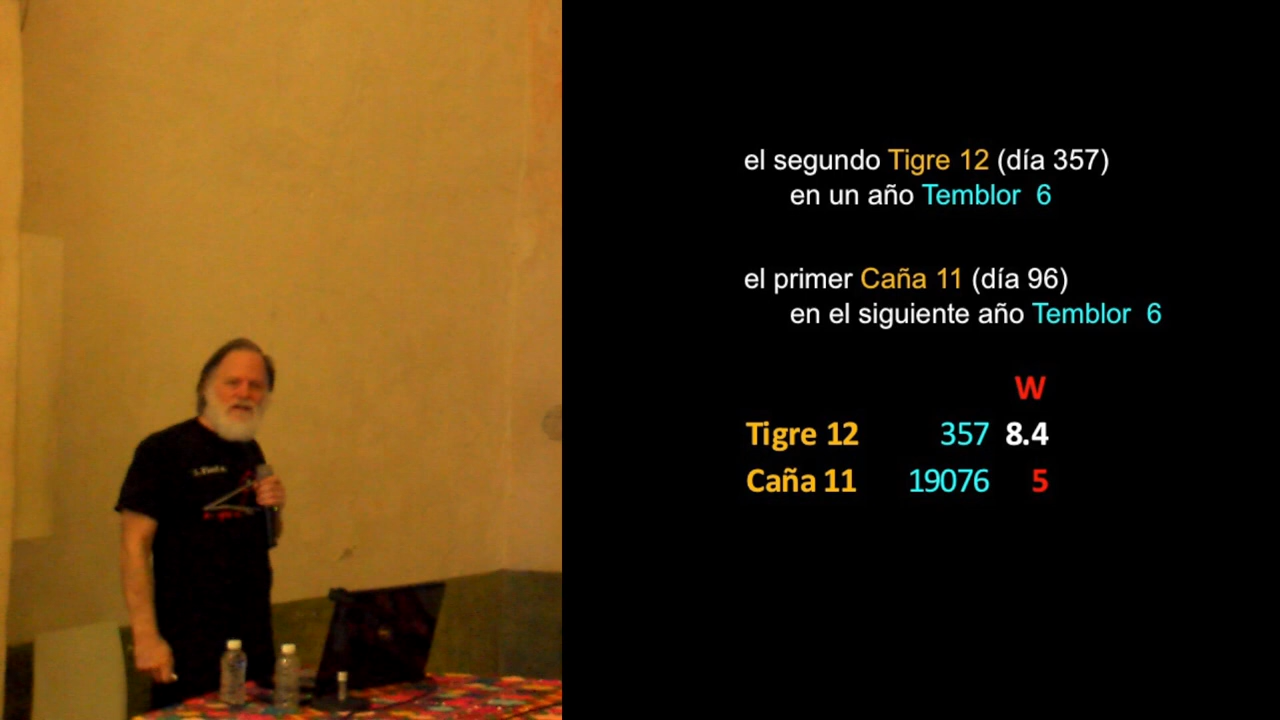 el segundo Tigre 12 (día 357)
en un año Temblor 6
el primer Caña 11 (día 96)
en el siguiente año Temblor 6
W
Tigre 12 357 8.4
Caña 11 19076 5